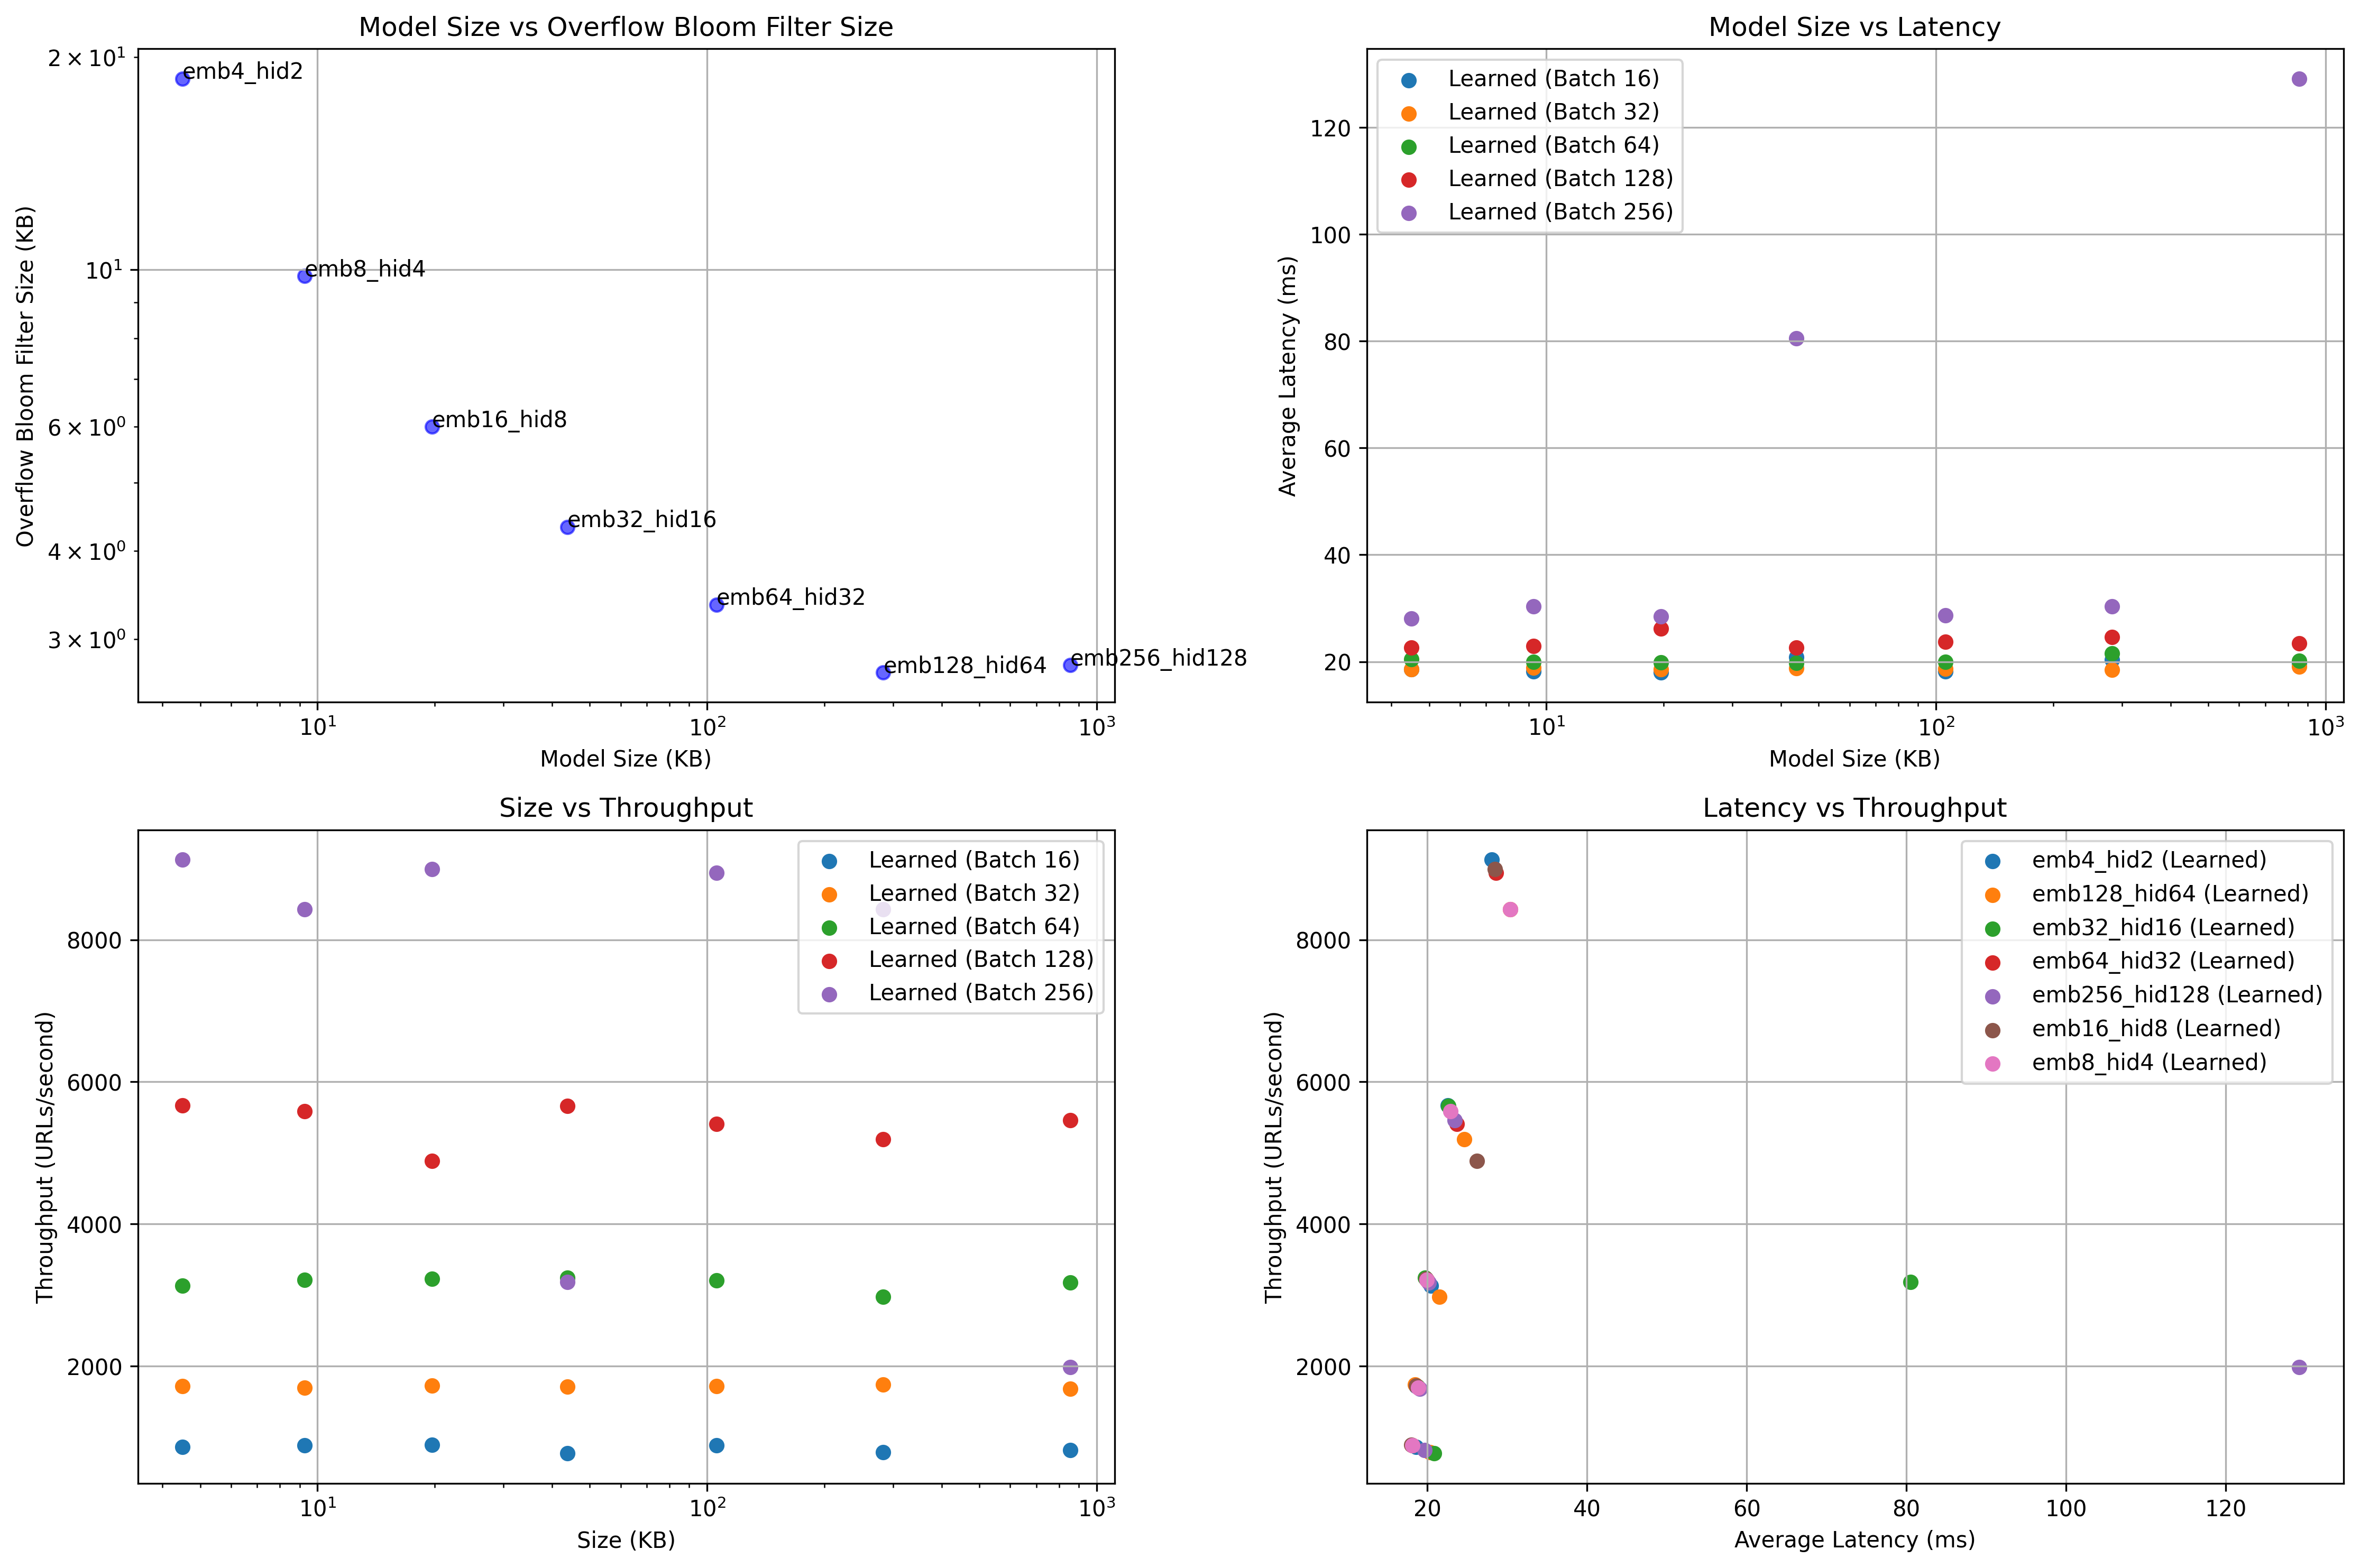 Model Size vs Overflow Bloom Filter Size
2 × 10¹
10¹
6 × 10⁰
4 × 10⁰
3 × 10⁰
Overflow Bloom Filter Size (KB)
emb4_hid2
emb8_hid4
emb16_hid8
emb32_hid16
emb64_hid32
emb128_hid64
emb256_hid128
10¹ 10² 10³
Model Size (KB)
Model Size vs Latency
Learned (Batch 16)
Learned (Batch 32)
Learned (Batch 64)
Learned (Batch 128)
Learned (Batch 256)
120
100
80
60
40
20
Average Latency (ms)
10¹ 10² 10³
Model Size (KB)
Size vs Throughput
Learned (Batch 16)
Learned (Batch 32)
Learned (Batch 64)
Learned (Batch 128)
Learned (Batch 256)
8000
6000
4000
2000
Throughput (URLs/second)
10¹ 10² 10³
Size (KB)
Latency vs Throughput
emb4_hid2 (Learned)
emb128_hid64 (Learned)
emb32_hid16 (Learned)
emb64_hid32 (Learned)
emb256_hid128 (Learned)
emb16_hid8 (Learned)
emb8_hid4 (Learned)
8000
6000
4000
2000
Throughput (URLs/second)
20 40 60 80 100 120
Average Latency (ms)